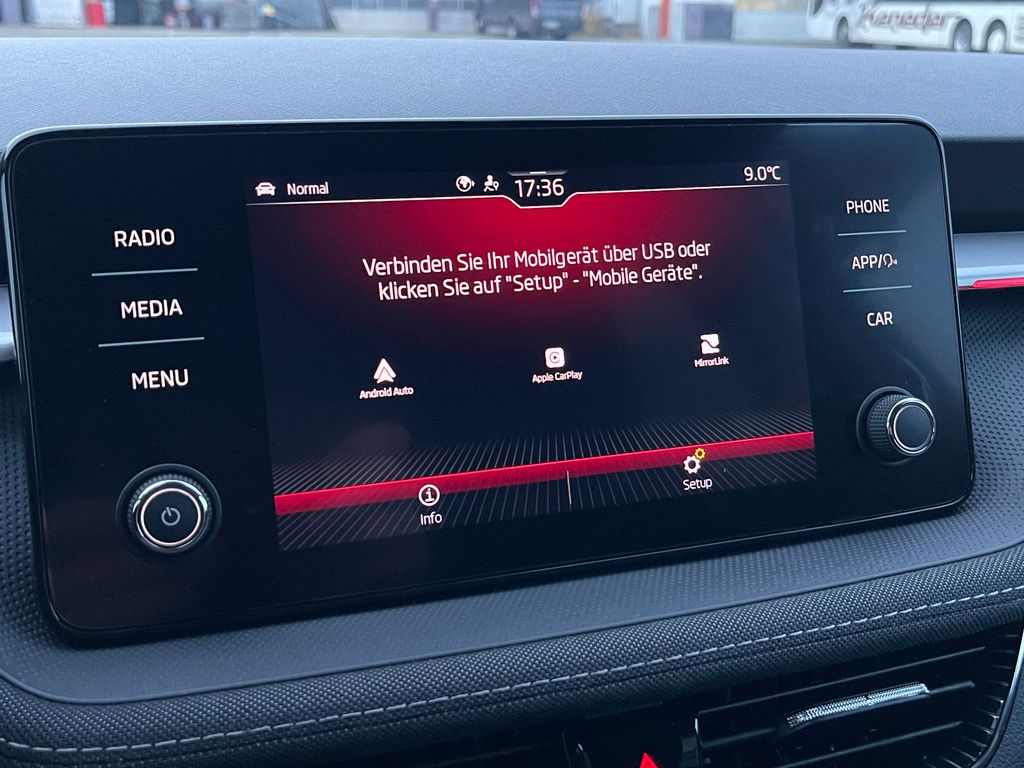 Normal
17:36
9.0°C
RADIO
MEDIA
MENU
Verbinden Sie Ihr Mobilgerät über USB oder
klicken Sie auf "Setup" - "Mobile Geräte".
Android Auto
Apple CarPlay
MirrorLink
Info
Setup
PHONE
APP/
CAR